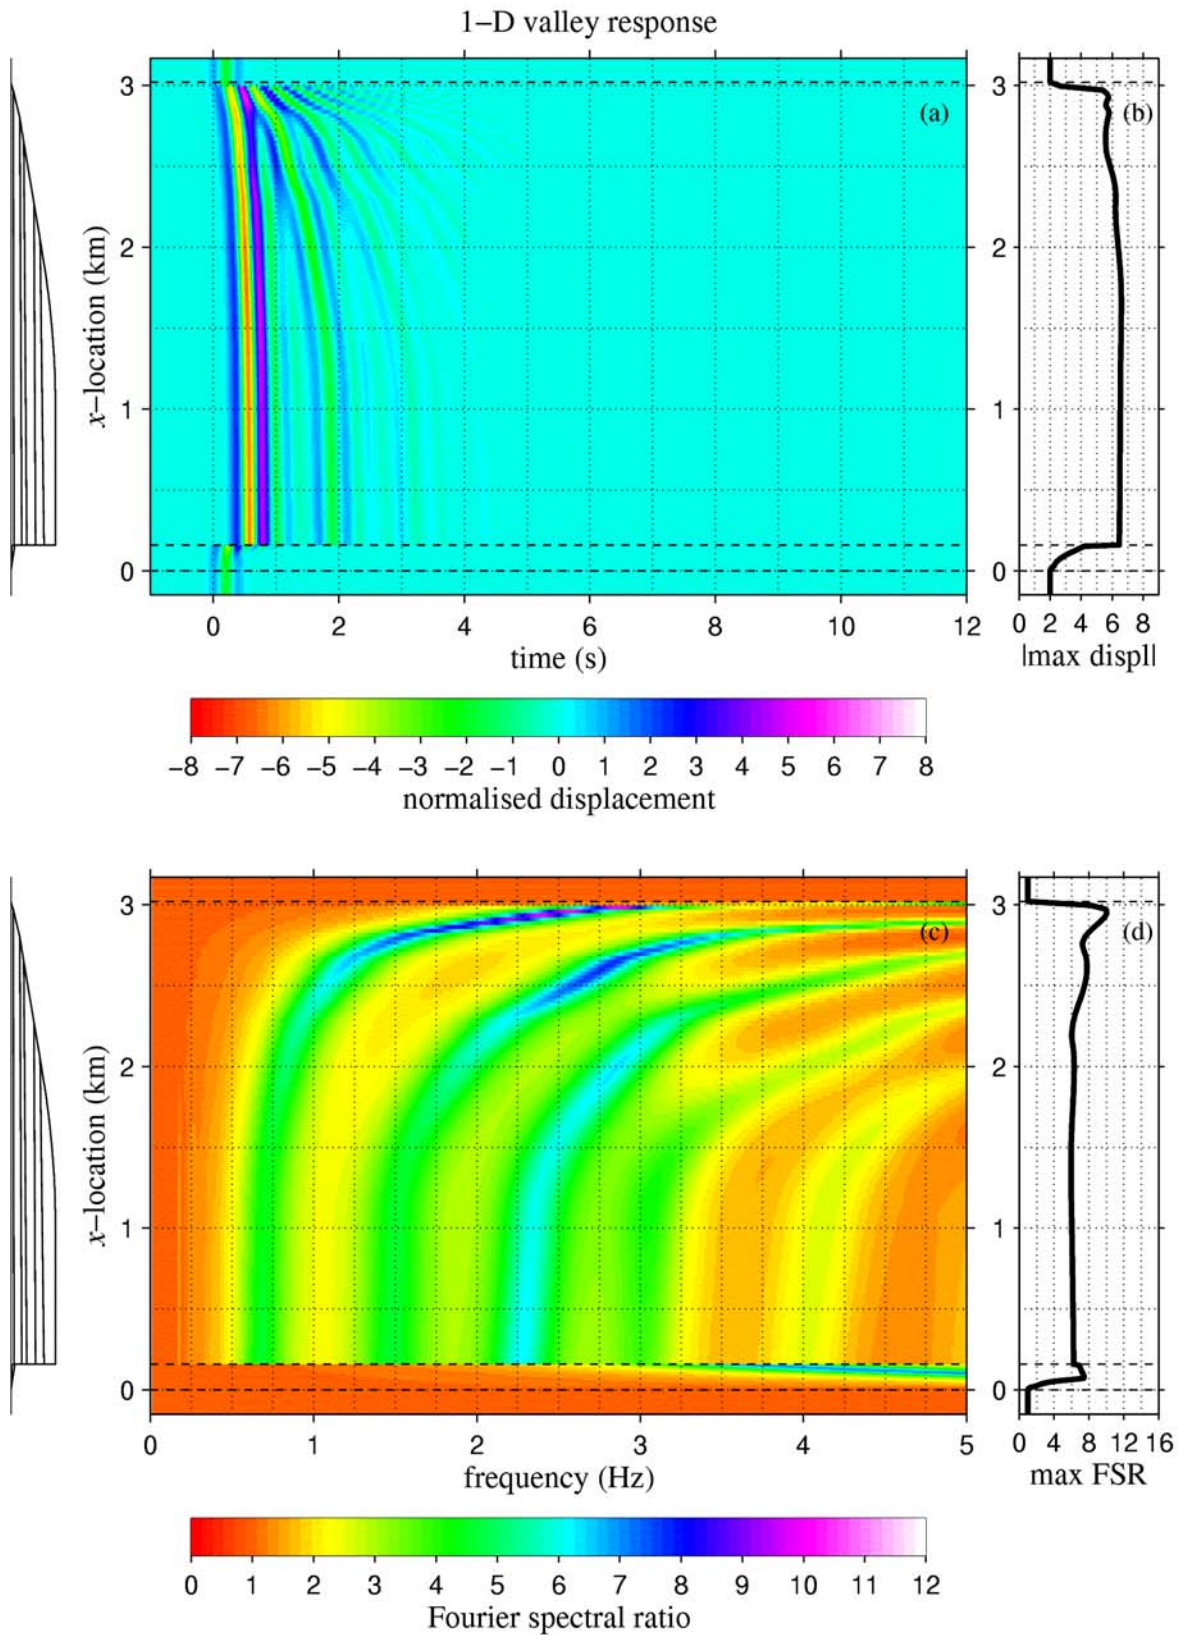 1–D valley response
(a)
(b)
3
2
1
0
x–location (km)
0 2 4 6 8 10 12
time (s)
3
2
1
0
0 2 4 6 8
|max displ|
−8 −7 −6 −5 −4 −3 −2 −1 0 1 2 3 4 5 6 7 8
normalised displacement
(c)
(d)
3
2
1
0
x–location (km)
0 1 2 3 4 5
frequency (Hz)
3
2
1
0
0 4 8 12 16
max FSR
0 1 2 3 4 5 6 7 8 9 10 11 12
Fourier spectral ratio